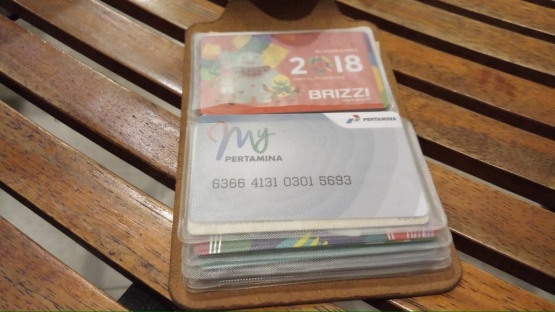 2018
BRIZZI
PERTAMINA
My
PERTAMINA
6366 4131 0301 5693